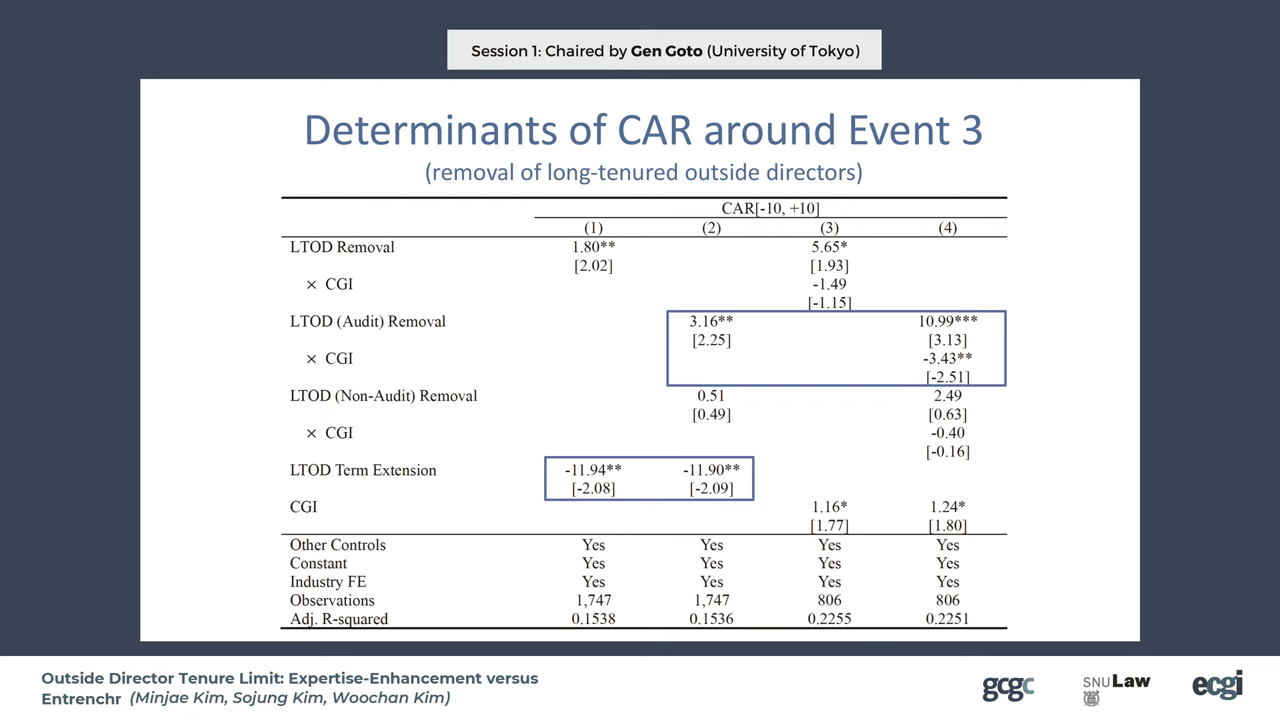 Session 1: Chaired by Gen Goto (University of Tokyo)
Determinants of CAR around Event 3
(removal of long-tenured outside directors)
CAR[-10, +10]
(1) (2) (3) (4)
LTOD Removal 1.80** 5.65*
[2.02] [1.93]
× CGI -1.49
[-1.15]
LTOD (Audit) Removal 3.16** 10.99***
[2.25] [3.13]
× CGI -3.43**
[-2.51]
LTOD (Non-Audit) Removal 0.51 2.49
[0.49] [0.63]
× CGI -0.40
[-0.16]
LTOD Term Extension -11.94** -11.90**
[-2.08] [-2.09]
CGI 1.16* 1.24*
[1.77] [1.80]
Other Controls Yes Yes Yes Yes
Constant Yes Yes Yes Yes
Industry FE Yes Yes Yes Yes
Observations 1,747 1,747 806 806
Adj. R-squared 0.1538 0.1536 0.2255 0.2251
Outside Director Tenure Limit: Expertise-Enhancement versus
Entrenchr (Minjae Kim, Sojung Kim, Woochan Kim)
gcgc
SNU Law
ecgi